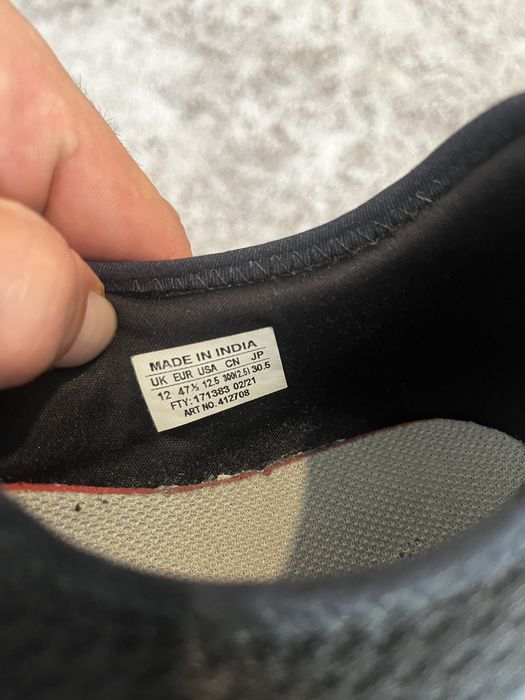 MADE IN INDIA
UK EUR USA CN JP
12 47⅓ 12.5 300(2.5) 30.5
FTY: 171383 02/21
ART NO. 412708